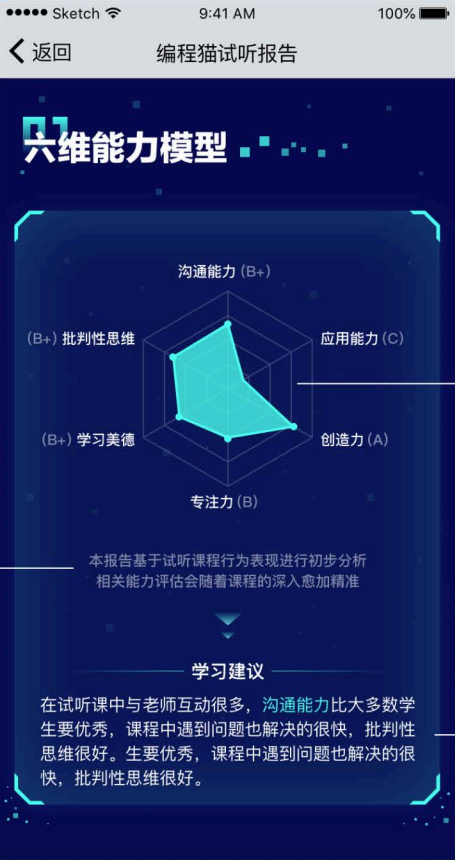 Sketch 9:41 AM 100%
返回 编程猫试听报告
01
六维能力模型
沟通能力 (B+)
(B+) 批判性思维 应用能力 (C)
(B+) 学习美德 创造力 (A)
专注力 (B)
本报告基于试听课程行为表现进行初步分析
相关能力评估会随着课程的深入愈加精准
学习建议
在试听课中与老师互动很多，沟通能力比大多数学
生要优秀，课程中遇到问题也解决的很快，批判性
思维很好。生要优秀，课程中遇到问题也解决的很
快，批判性思维很好。